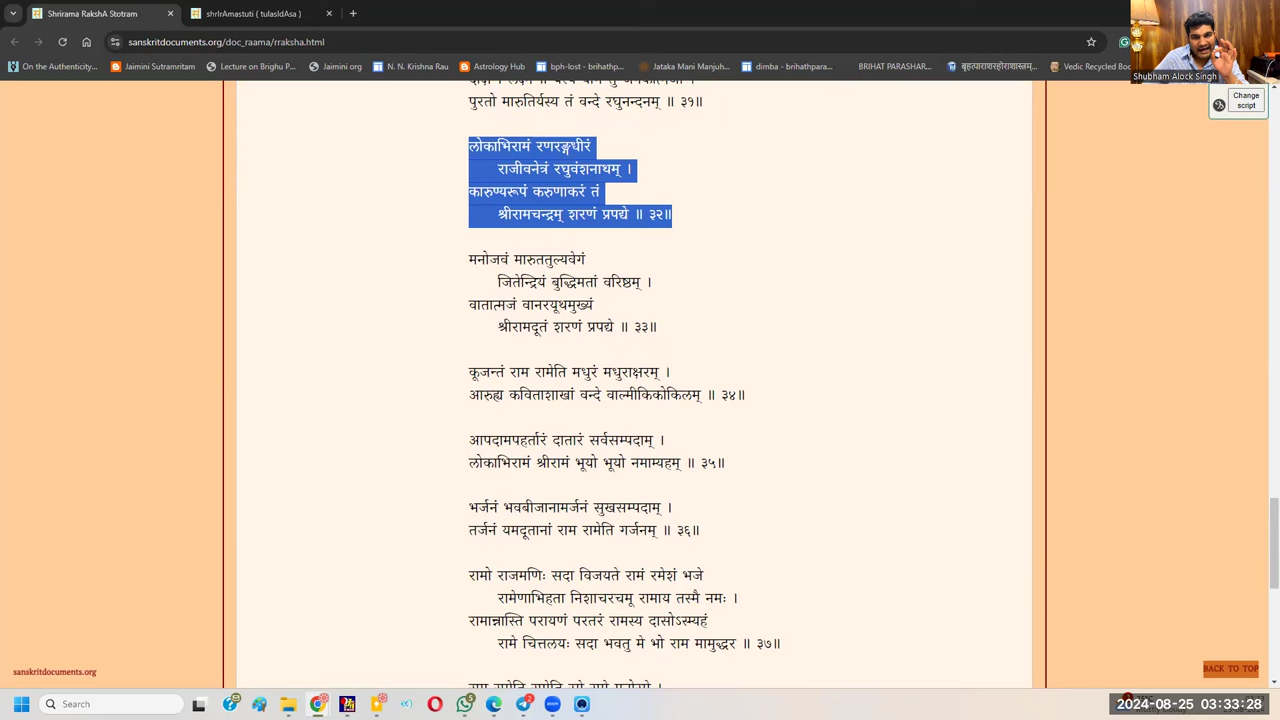 Shrirama RakshA Stotram
shrIrAmastuti ( tulasIdAsa )
sanskritdocuments.org/doc_raama/rraksha.html
On the Authenticity...
Jaimini Sutramritam
Lecture on Brighu P...
Jaimini org
N. N. Krishna Rau
Astrology Hub
bph-lost - brihathp...
Jataka Mani Manjuh...
dimba - brihathpara...
BRIHAT PARASHAR...
बृहत्पाराशरहोराशास्त्रम्...
Vedic Reckoning
Shubham Alock Singh
Change
script
पुरतो मारुतिर्यस्य तं वन्दे रघुनन्दनम् ॥ ३१॥
लोकाभिरामं रणरङ्गधीरं
राजीवनेत्रं रघुवंशनाथम् ।
कारुण्यरूपं करुणाकरं तं
श्रीरामचन्द्रम् शरणं प्रपद्ये ॥ ३२॥
मनोजवं मारुततुल्यवेगं
जितेन्द्रियं बुद्धिमतां वरिष्ठम् ।
वातात्मजं वानरयूथमुख्यं
श्रीरामदूतं शरणं प्रपद्ये ॥ ३३॥
कूजन्तं राम रामेति मधुरं मधुराक्षरम् ।
आरुह्य कविताशाखां वन्दे वाल्मीकिकोकिलम् ॥ ३४॥
आपदामपहर्तारं दातारं सर्वसम्पदाम् ।
लोकाभिरामं श्रीरामं भूयो भूयो नमाम्यहम् ॥ ३५॥
भर्जनं भवबीजानामर्जनं सुखसम्पदाम् ।
तर्जनं यमदूतानां राम रामेति गर्जनम् ॥ ३६॥
रामो राजमणिः सदा विजयते रामं रमेशं भजे
रामेणाभिहता निशाचरचमू रामाय तस्मै नमः ।
रामान्नास्ति परायणं परतरं रामस्य दासोऽस्म्यहं
रामे चित्तलयः सदा भवतु मे भो राम मामुद्धर ॥ ३७॥
sanskritdocuments.org
BACK TO TOP
Search
2024-08-25 03:33:28